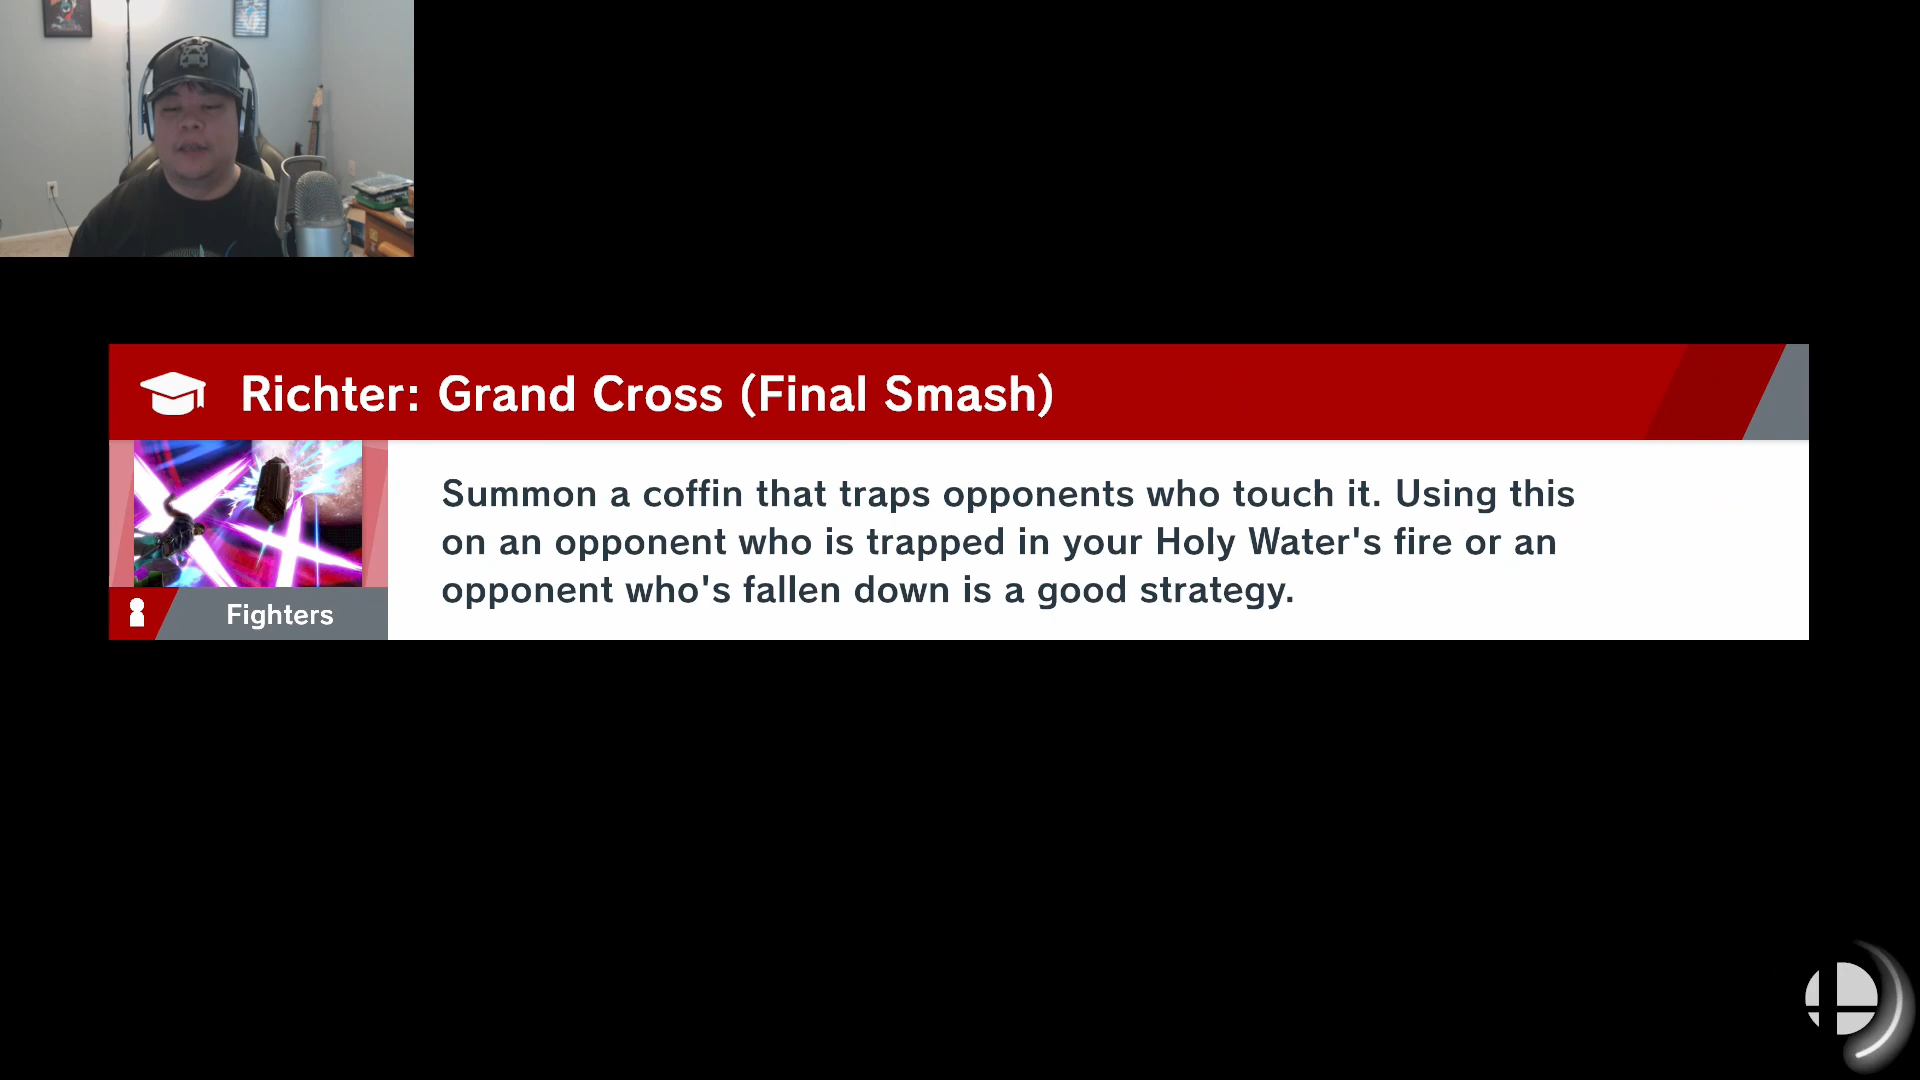 Richter: Grand Cross (Final Smash)
Summon a coffin that traps opponents who touch it. Using this
on an opponent who is trapped in your Holy Water's fire or an
opponent who's fallen down is a good strategy.
Fighters